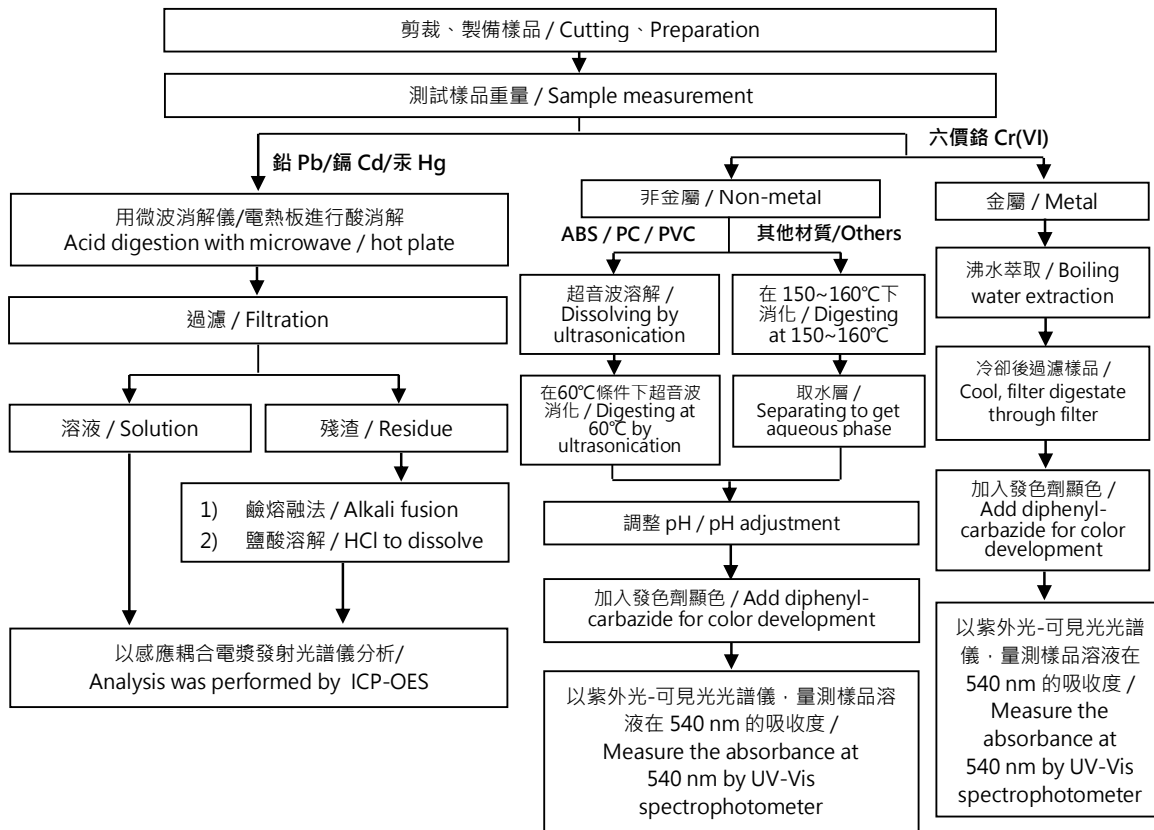 剪裁、製備樣品 / Cutting、Preparation
測試樣品重量 / Sample measurement
鉛 Pb/鎘 Cd/汞 Hg
六價鉻 Cr(VI)
用微波消解儀/電熱板進行酸消解
Acid digestion with microwave / hot plate
過濾 / Filtration
溶液 / Solution
殘渣 / Residue
1) 鹼熔融法 / Alkali fusion
2) 鹽酸溶解 / HCl to dissolve
以感應耦合電漿發射光譜儀分析/
Analysis was performed by ICP-OES
非金屬 / Non-metal
ABS / PC / PVC
其他材質/Others
超音波溶解 /
Dissolving by
ultrasonication
在60℃條件下超音波
消化 / Digesting at
60℃ by
ultrasonication
在 150~160℃下
消化 / Digesting
at 150~160℃
取水層 /
Separating to get
aqueous phase
調整 pH / pH adjustment
加入發色劑顯色 / Add diphenyl-
carbazide for color development
以紫外光-可見光光譜儀，量測樣品溶
液在 540 nm 的吸收度 /
Measure the absorbance at
540 nm by UV-Vis
spectrophotometer
金屬 / Metal
沸水萃取 / Boiling
water extraction
冷卻後過濾樣品 /
Cool, filter digestate
through filter
加入發色劑顯色 /
Add diphenyl-
carbazide for color
development
以紫外光-可見光光譜
儀，量測樣品溶液在
540 nm 的吸收度 /
Measure the
absorbance at
540 nm by UV-Vis
spectrophotometer